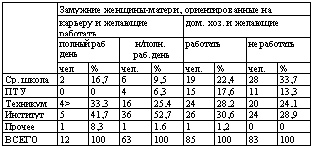 Замужние женщины-матери, ориентированные на
карьеру и желающие работать | дом. хоз. и желающие
полный раб день | н/полн. раб. день | работать | не работать
чел | % | чел. | % | чел. | % | чел. | %
Ср. школа | 2 | 16,7 | 6 | 9,5 | 19 | 22,4 | 28 | 33,7
ПТУ | 0 | 0 | 4 | 6,3 | 15 | 17,6 | 11 | 13,3
Техникум | 4> | 33,3 | 16 | 25,4 | 24 | 28,2 | 20 | 24,1
Институт | 5 | 41,7 | 36 | 52,7 | 26 | 30,6 | 24 | 28,9
Прочее | 1 | 8,3 | 1 | 1.6 | 1 | 1,2 | 0 | 0
ВСЕГО | 12 | 100 | 63 | 100 | 85 | 100 | 83 | 100